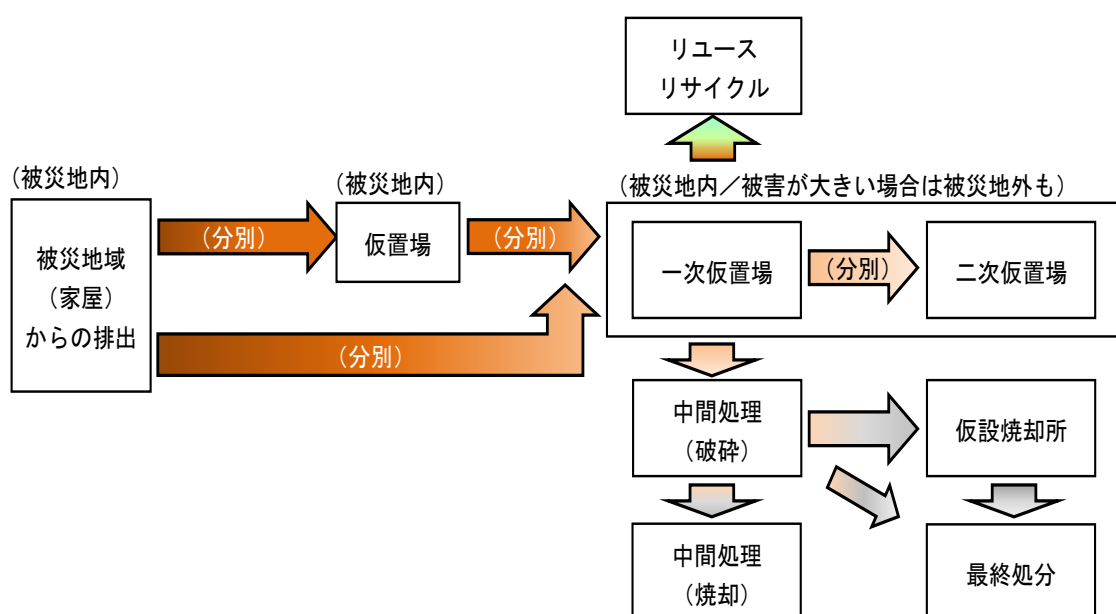 リユース
リサイクル
（被災地内）
（被災地内）
（被災地内／被害が大きい場合は被災地外も）
被災地域
（家屋）
からの排出
（分別）
仮置場
（分別）
一次仮置場
（分別）
二次仮置場
（分別）
中間処理
（破砕）
仮設焼却所
中間処理
（焼却）
最終処分